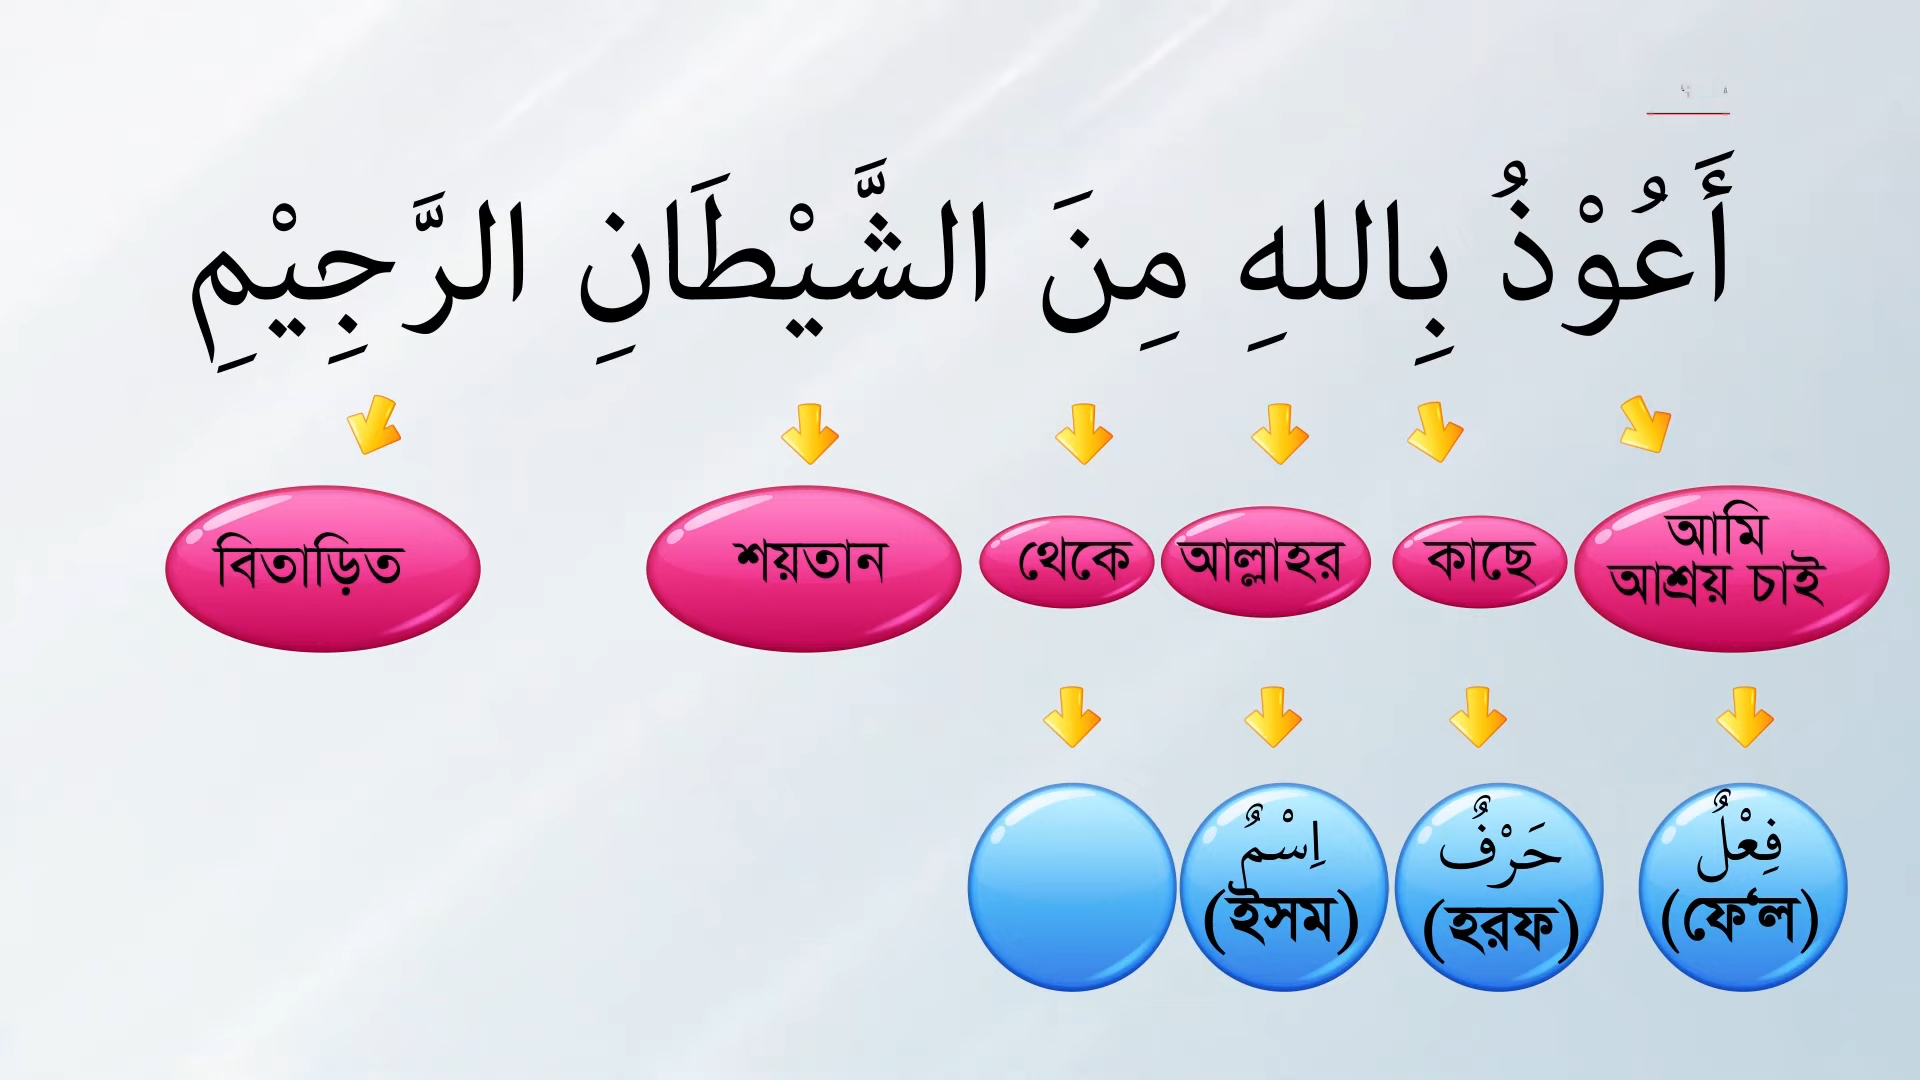 أَعُوْذُ بِاللهِ مِنَ الشَّيْطَانِ الرَّجِيْمِ
আমি
আশ্রয় চাই
কাছে
আল্লাহর
থেকে
শয়তান
বিতাড়িত
فِعْلٌ
(ফে‘ল)
حَرْفٌ
(হরফ)
اِسْمٌ
(ইসম)